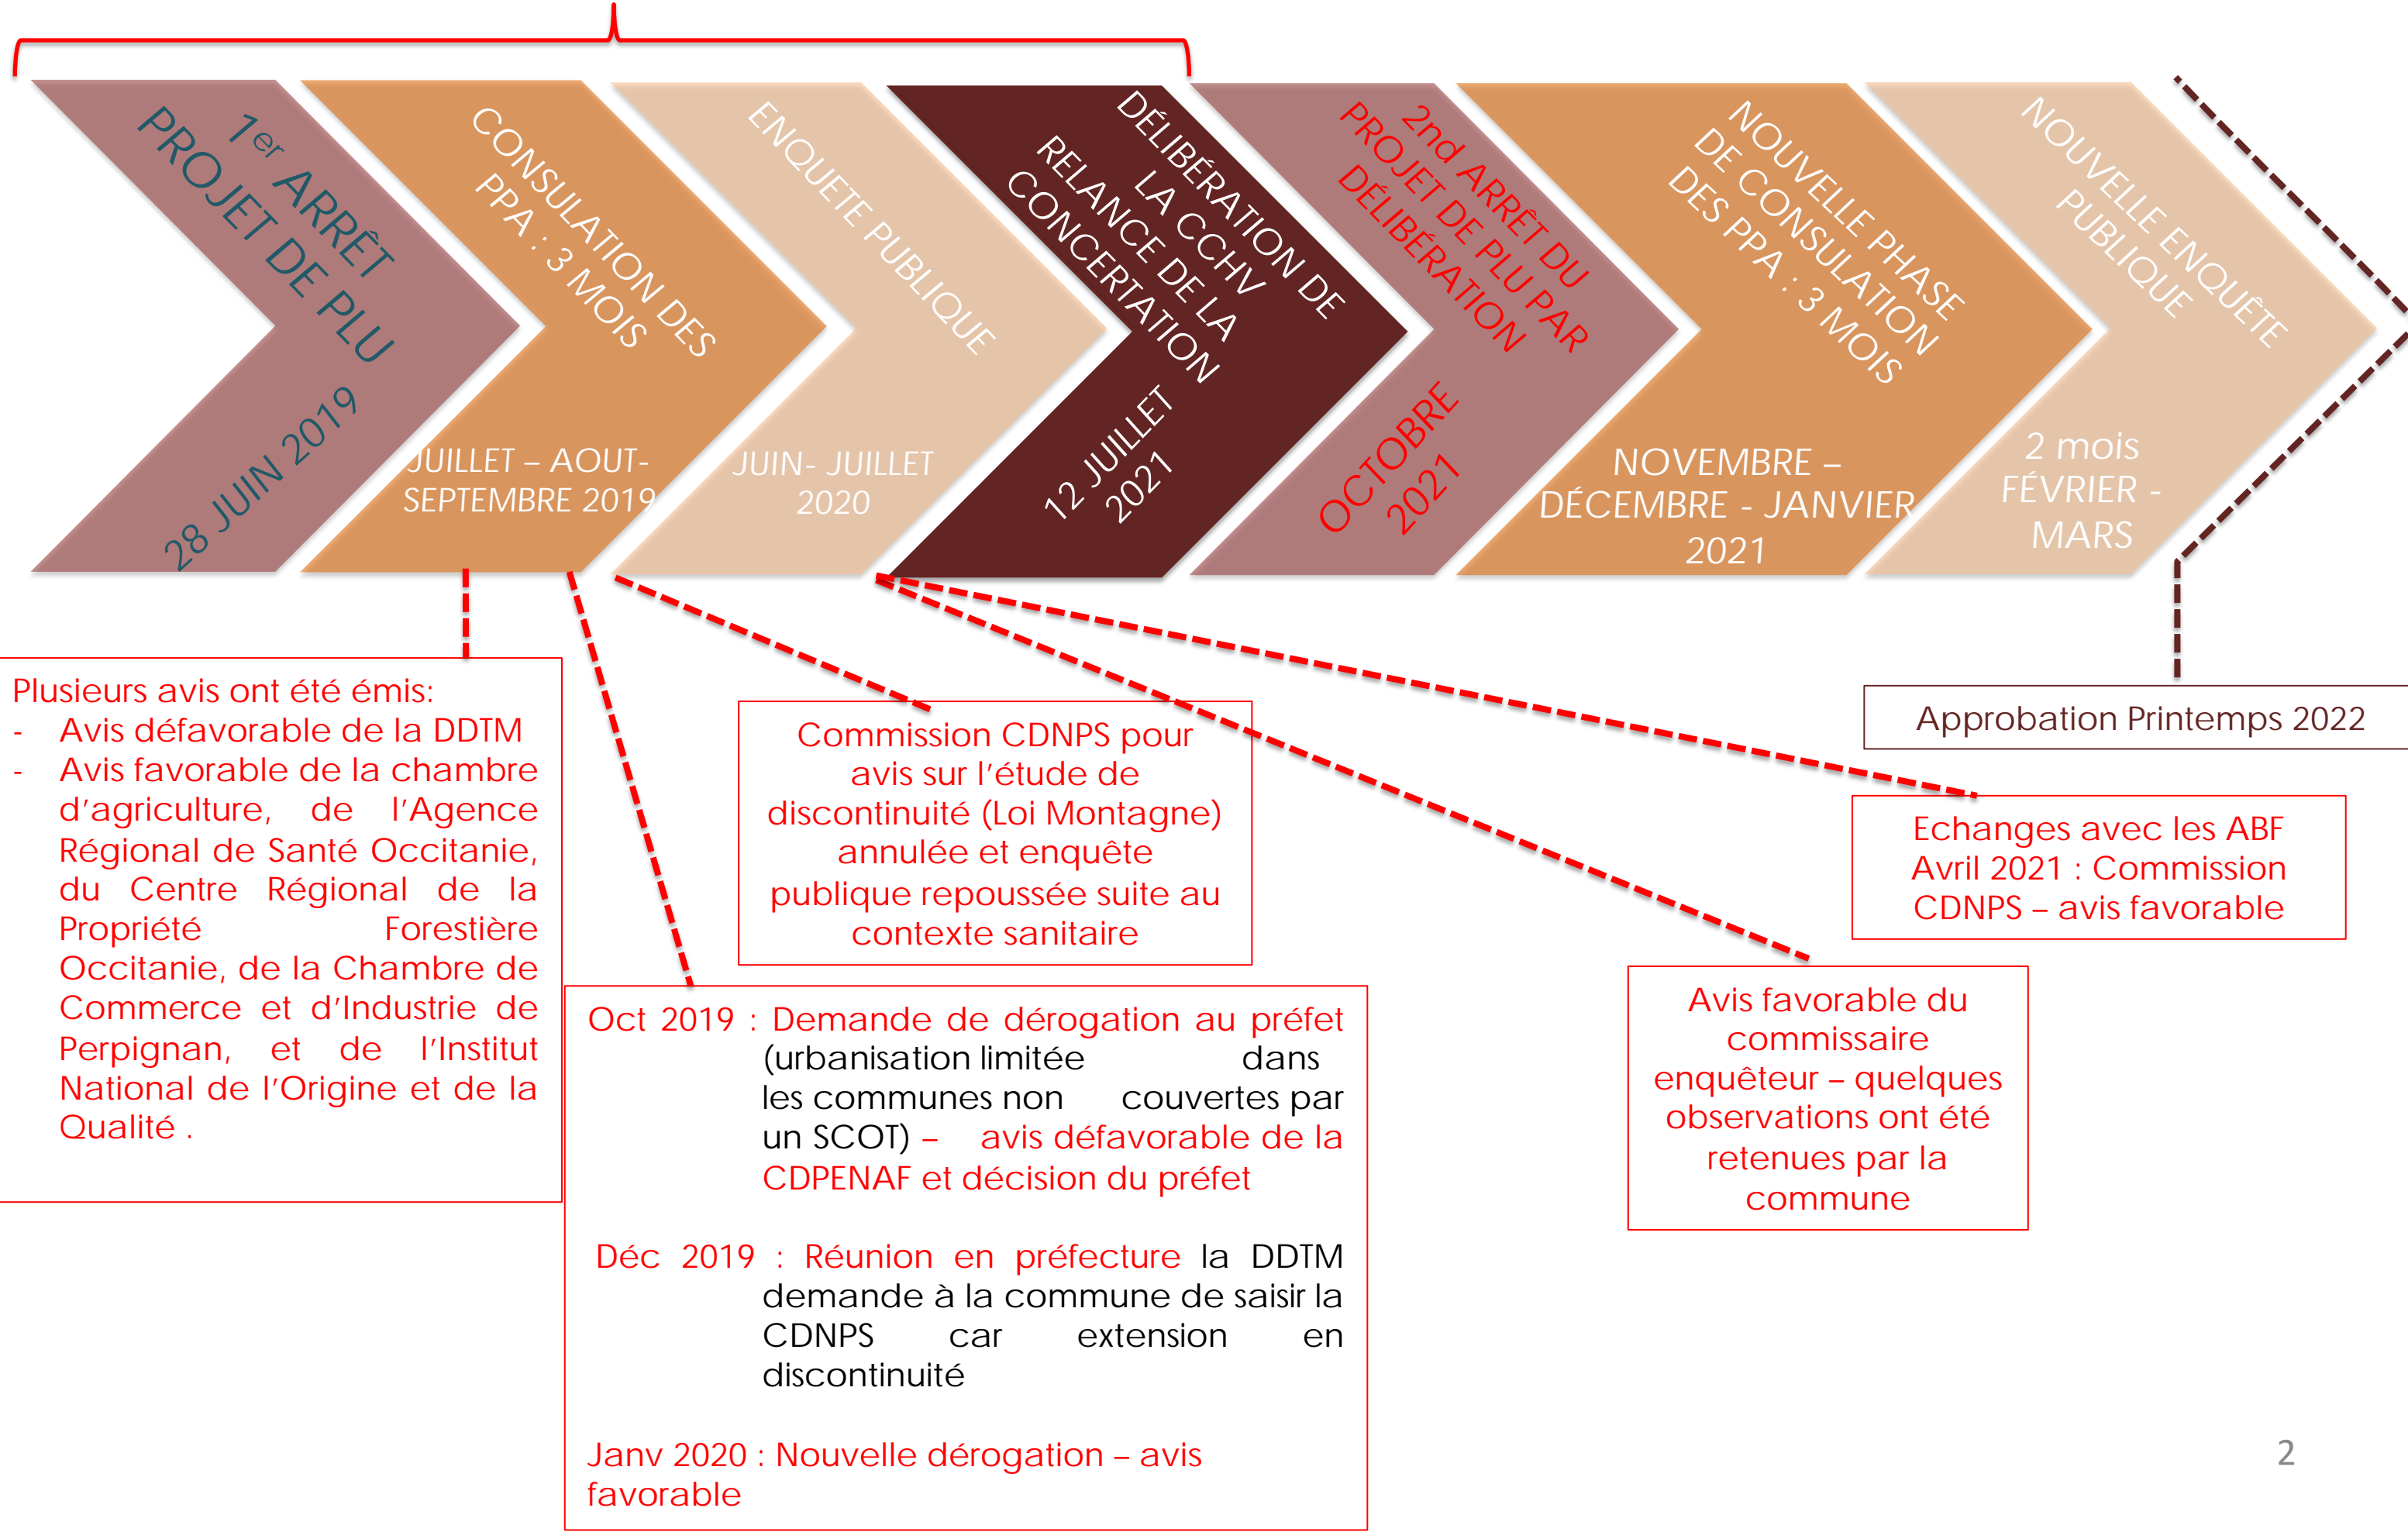 1er ARRÊT
PROJET DE PLU
28 JUIN 2019
CONSULATION DES
PPA : 3 MOIS
JUILLET – AOUT-
SEPTEMBRE 2019
ENQUETE PUBLIQUE
JUIN- JUILLET
2020
DÉLIBÉRATION DE
LA CCHV
RELANCE DE LA
CONCERTATION
12 JUILLET
2021
2nd ARRÊT DU
PROJET DE PLU PAR
DÉLIBÉRATION
OCTOBRE
2021
NOUVELLE PHASE
DE CONSULATION
DES PPA : 3 MOIS
NOVEMBRE –
DÉCEMBRE - JANVIER
2021
NOUVELLE ENQUÊTE
PUBLIQUE
2 mois
FÉVRIER -
MARS
Plusieurs avis ont été émis:
- Avis défavorable de la DDTM
- Avis favorable de la chambre
d'agriculture, de l'Agence
Régional de Santé Occitanie,
du Centre Régional de la
Propriété Forestière
Occitanie, de la Chambre de
Commerce et d'Industrie de
Perpignan, et de l'Institut
National de l'Origine et de la
Qualité .
Oct 2019 : Demande de dérogation au préfet
(urbanisation limitée dans
les communes non couvertes par
un SCOT) – avis défavorable de la
CDPENAF et décision du préfet
Déc 2019 : Réunion en préfecture la DDTM
demande à la commune de saisir la
CDNPS car extension en
discontinuité
Janv 2020 : Nouvelle dérogation – avis
favorable
Commission CDNPS pour
avis sur l'étude de
discontinuité (Loi Montagne)
annulée et enquête
publique repoussée suite au
contexte sanitaire
Avis favorable du
commissaire
enquêteur – quelques
observations ont été
retenues par la
commune
Echanges avec les ABF
Avril 2021 : Commission
CDNPS – avis favorable
Approbation Printemps 2022
2